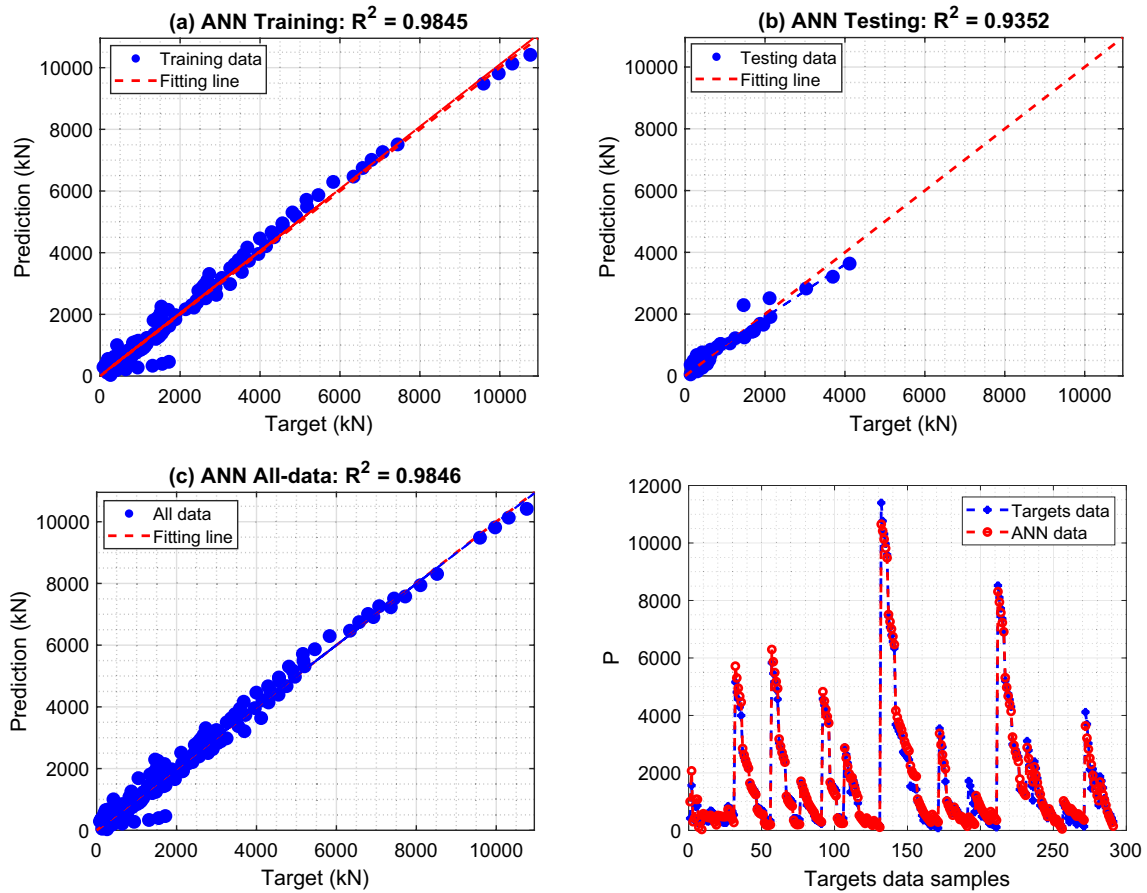 (a) ANN Training: R² = 0.9845
Training data
Fitting line
Prediction (kN)
10000
8000
6000
4000
2000
0
0 2000 4000 6000 8000 10000
Target (kN)
(b) ANN Testing: R² = 0.9352
Testing data
Fitting line
Prediction (kN)
10000
8000
6000
4000
2000
0
0 2000 4000 6000 8000 10000
Target (kN)
(c) ANN All-data: R² = 0.9846
All data
Fitting line
Prediction (kN)
10000
8000
6000
4000
2000
0
0 2000 4000 6000 8000 10000
Target (kN)
Targets data
ANN data
P
12000
10000
8000
6000
4000
2000
0
0 50 100 150 200 250 300
Targets data samples